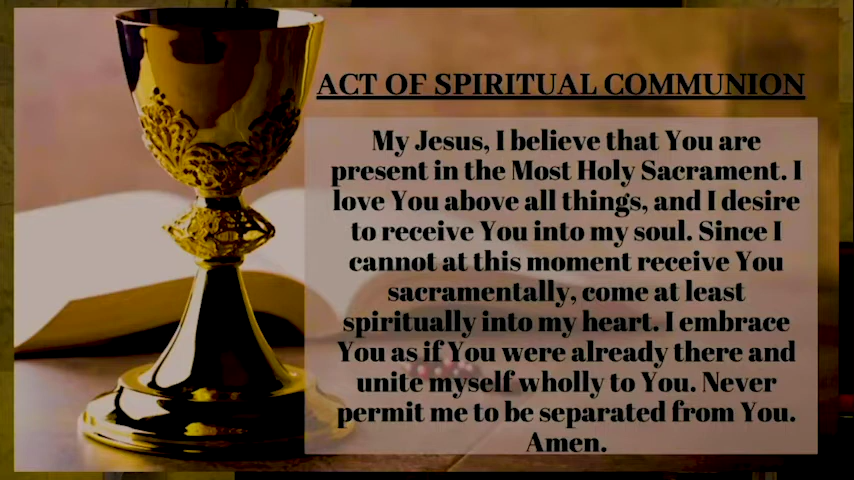 ACT OF SPIRITUAL COMMUNION
My Jesus, I believe that You are
present in the Most Holy Sacrament. I
love You above all things, and I desire
to receive You into my soul. Since I
cannot at this moment receive You
sacramentally, come at least
spiritually into my heart. I embrace
You as if You were already there and
unite myself wholly to You. Never
permit me to be separated from You.
Amen.